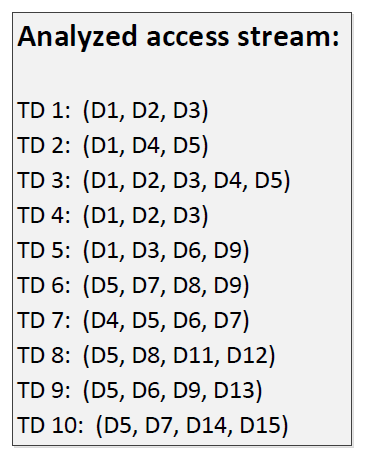 Analyzed access stream:
TD 1: (D1, D2, D3)
TD 2: (D1, D4, D5)
TD 3: (D1, D2, D3, D4, D5)
TD 4: (D1, D2, D3)
TD 5: (D1, D3, D6, D9)
TD 6: (D5, D7, D8, D9)
TD 7: (D4, D5, D6, D7)
TD 8: (D5, D8, D11, D12)
TD 9: (D5, D6, D9, D13)
TD 10: (D5, D7, D14, D15)